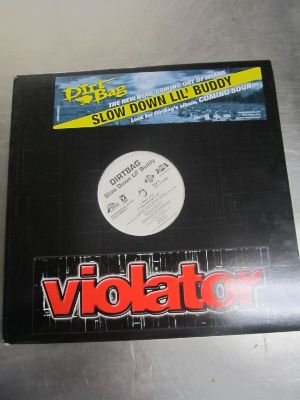 Dirt
Bag
THE NEW HEAT, COMING OUT OF MIAMI!
SLOW DOWN LIL' BUDDY
Look for Dirtbag's album, COMING SOON!!!
DIRTBAG
Slow Down Lil' Buddy
violator